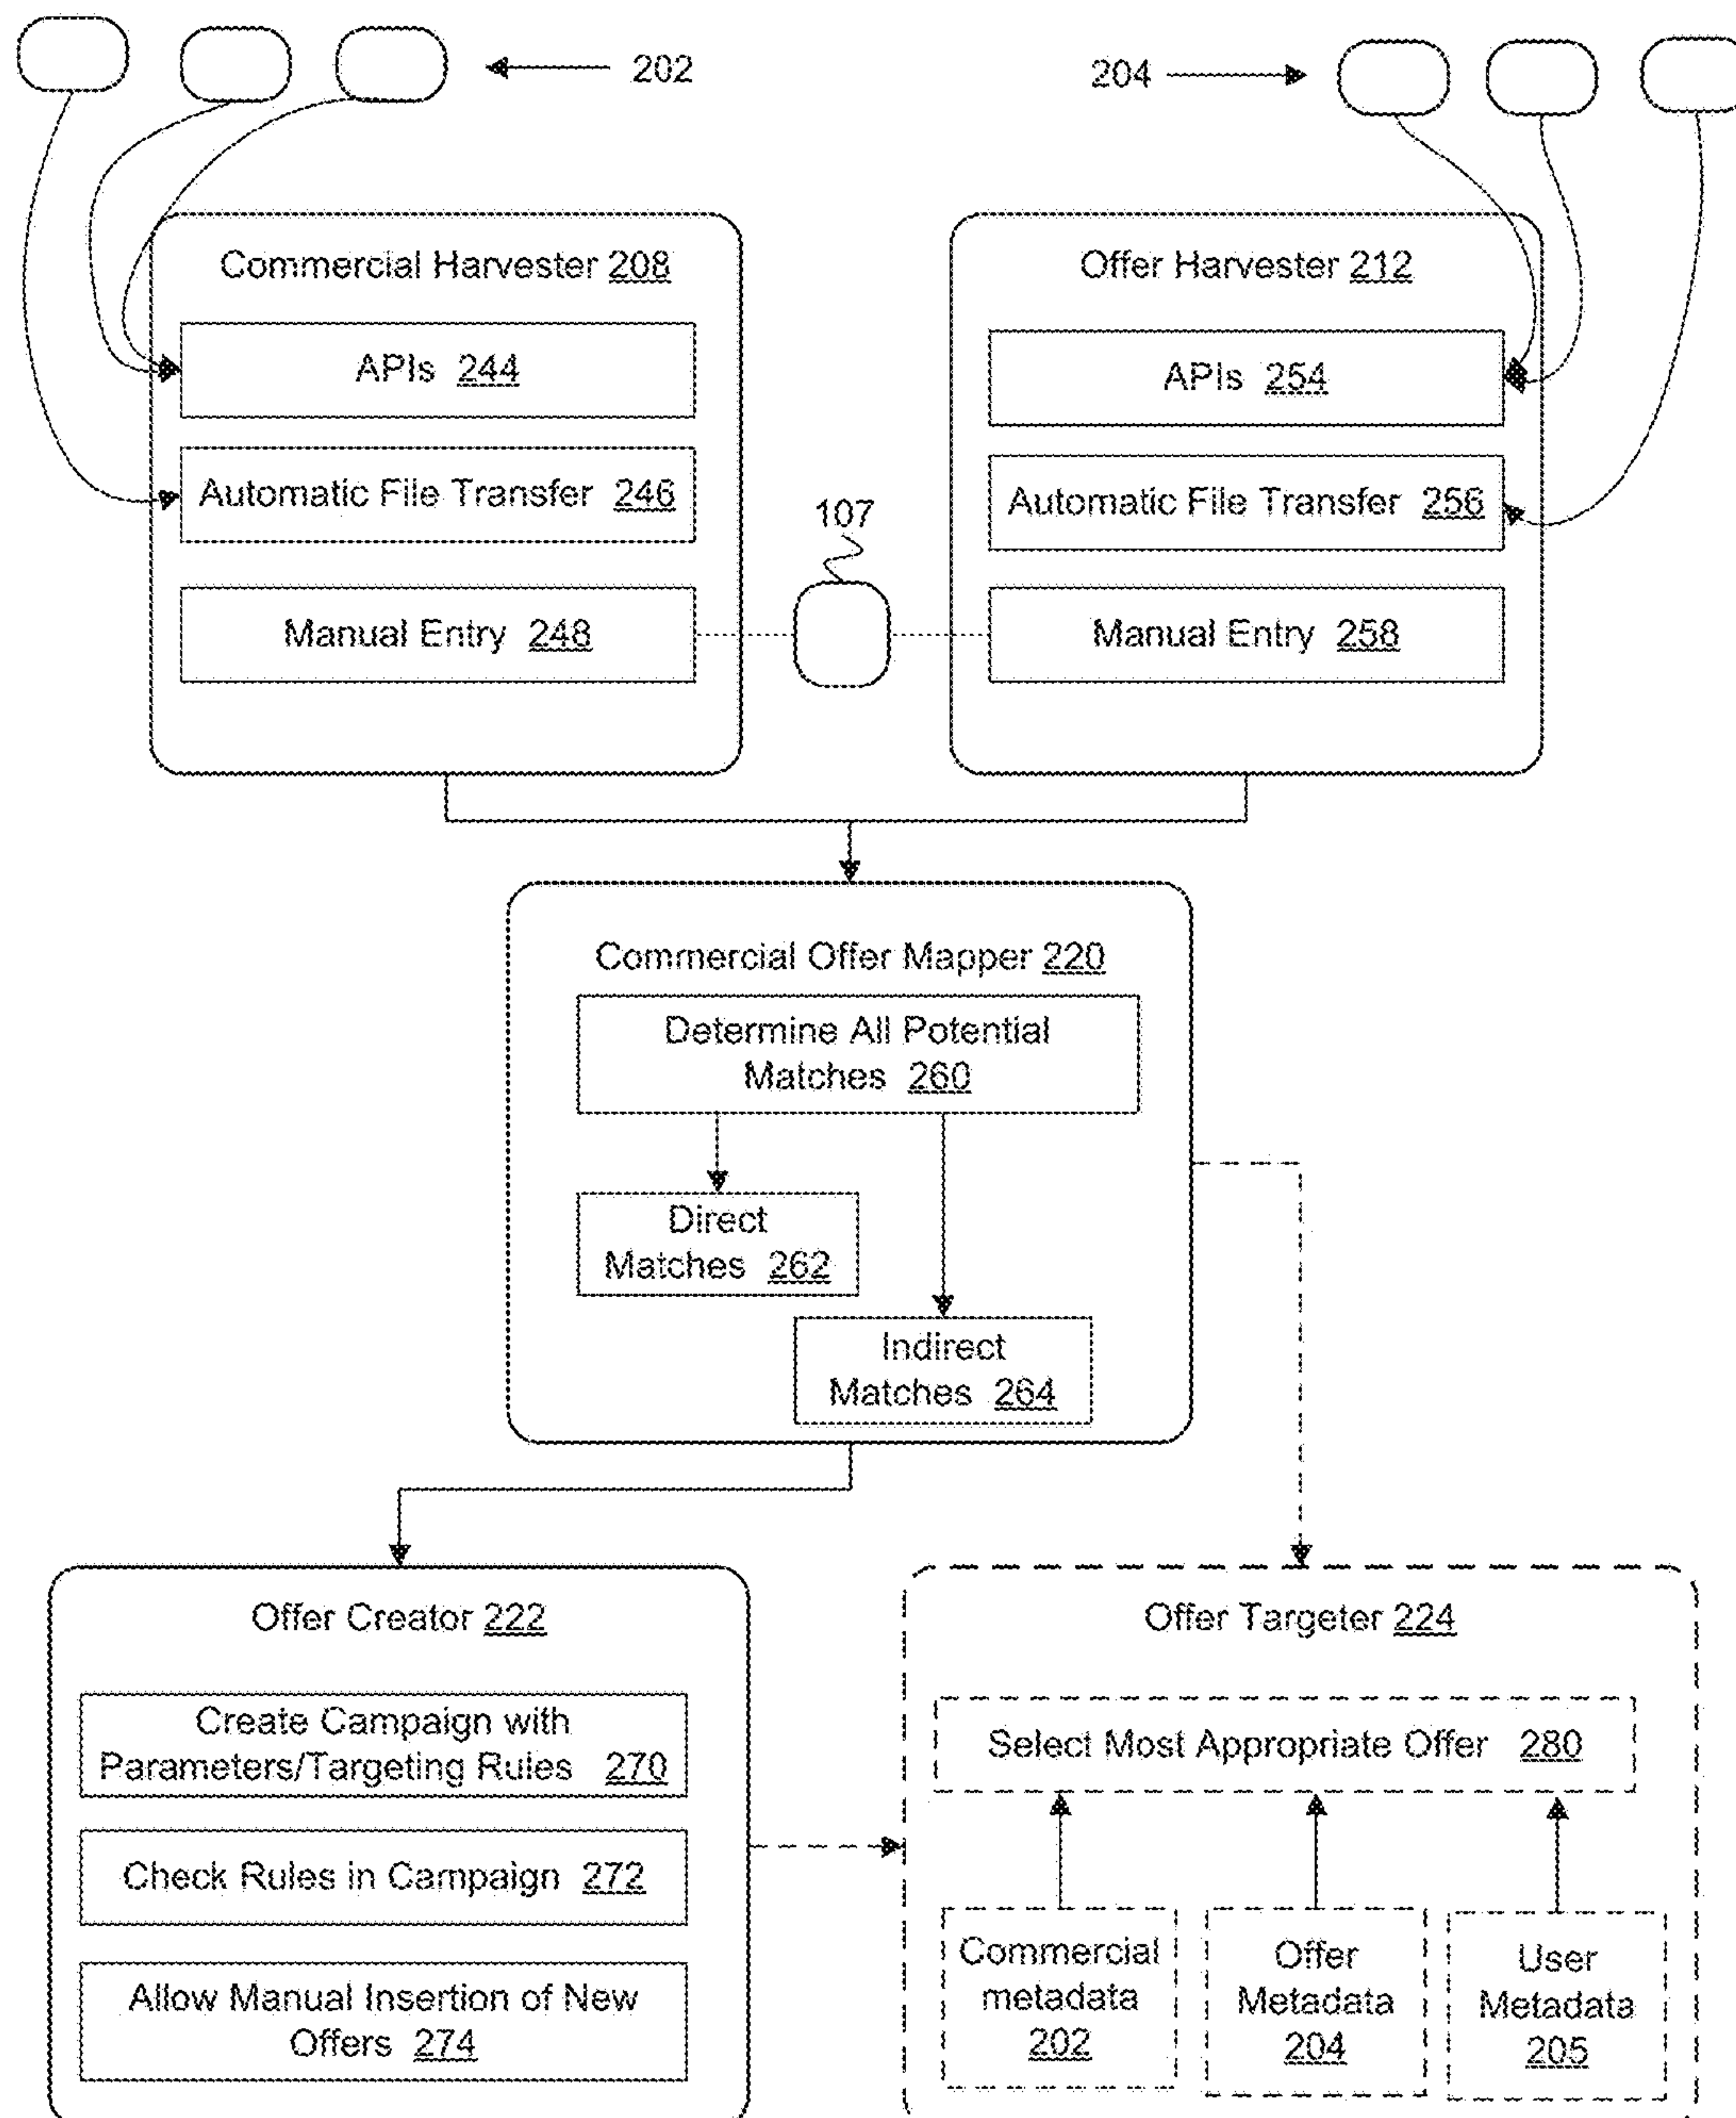 202
204
Commercial Harvester 208
APIs 244
Automatic File Transfer 246
Manual Entry 248
107
Offer Harvester 212
APIs 254
Automatic File Transfer 256
Manual Entry 258
Commercial Offer Mapper 220
Determine All Potential
Matches 260
Direct
Matches 262
Indirect
Matches 264
Offer Creator 222
Create Campaign with
Parameters/Targeting Rules 270
Check Rules in Campaign 272
Allow Manual Insertion of New
Offers 274
Offer Targeter 224
Select Most Appropriate Offer 280
Commercial
metadata
202
Offer
Metadata
204
User
Metadata
205